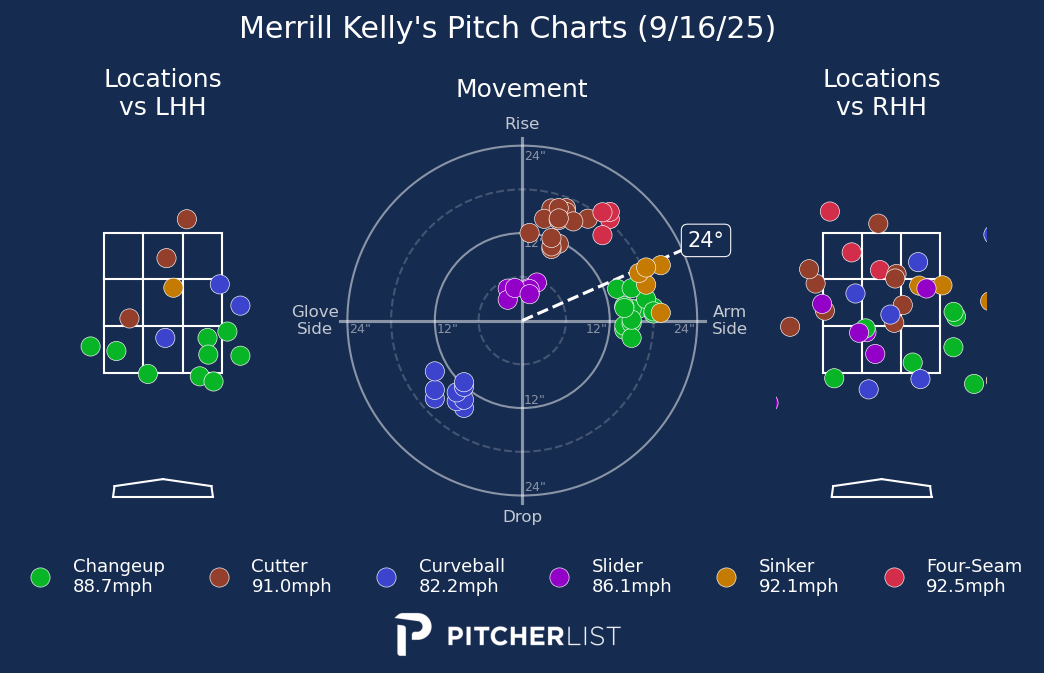 Merrill Kelly's Pitch Charts (9/16/25)
Locations
vs LHH
Movement
Locations
vs RHH
Rise
24"
12"
24°
Glove
Side
24"
12"
12"
24"
Arm
Side
12"
24"
Drop
Changeup
88.7mph
Cutter
91.0mph
Curveball
82.2mph
Slider
86.1mph
Sinker
92.1mph
Four-Seam
92.5mph
PITCHERLIST